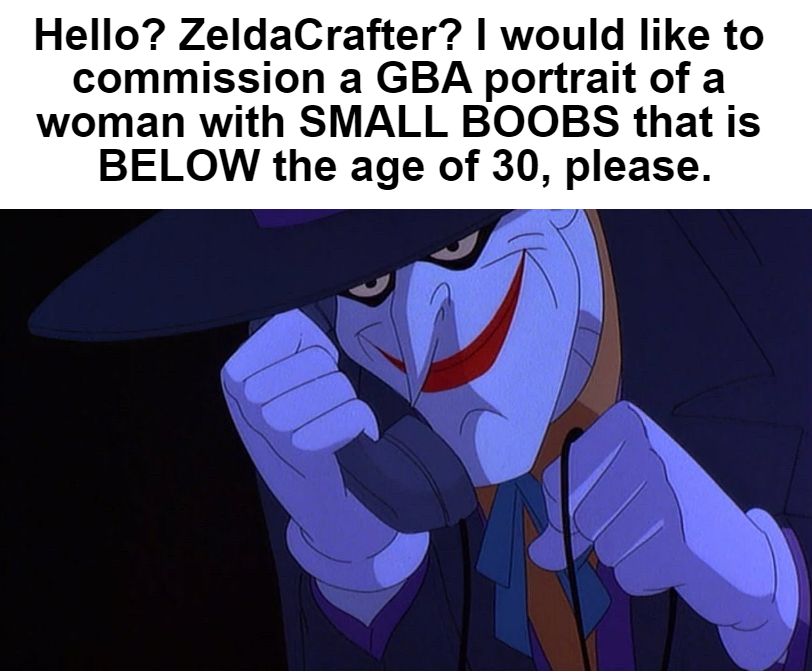 Hello? ZeldaCrafter? I would like to
commission a GBA portrait of a
woman with SMALL BOOBS that is
BELOW the age of 30, please.